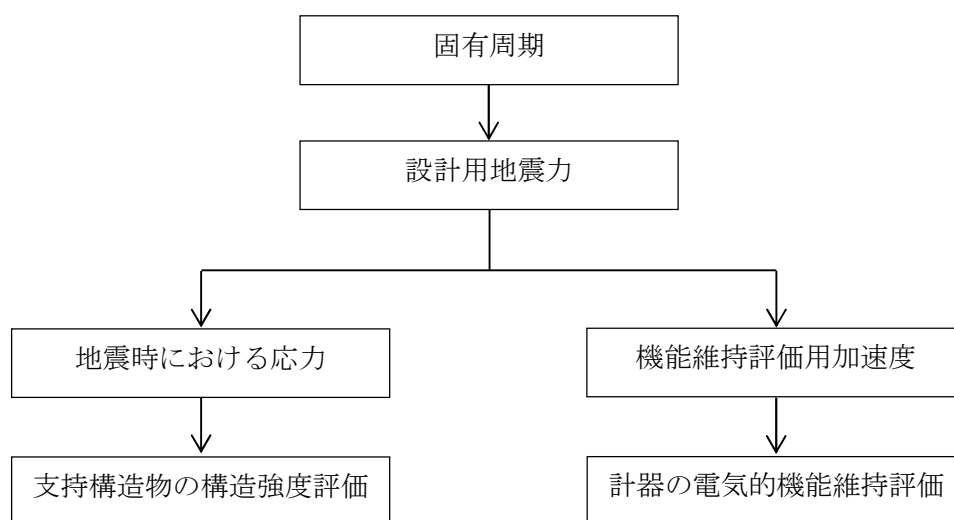 固有周期
設計用地震力
地震時における応力
機能維持評価用加速度
支持構造物の構造強度評価
計器の電気的機能維持評価